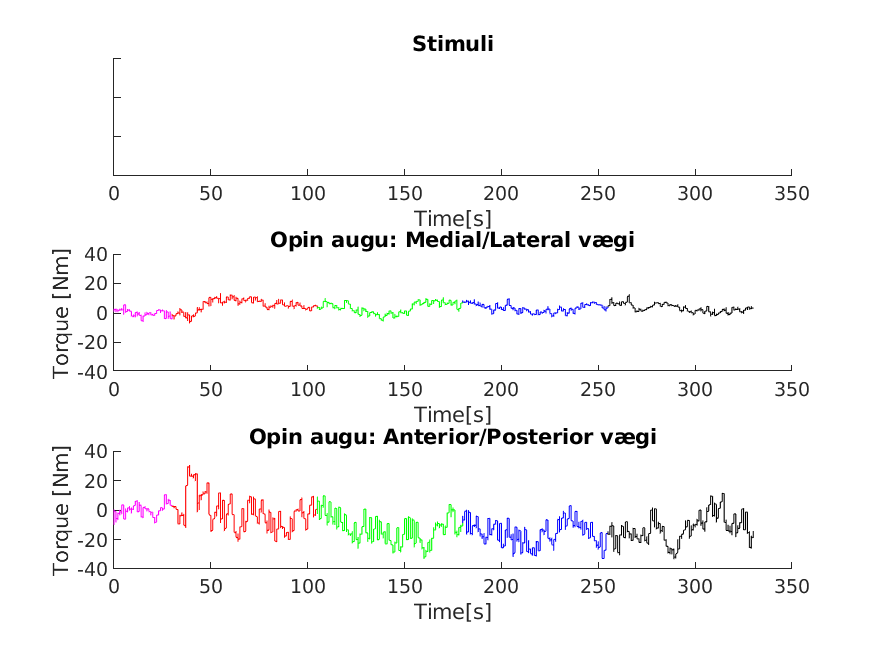 Stimuli
0 50 100 150 200 250 300 350
Time[s]
Opin augu: Medial/Lateral vægi
Torque [Nm]
40
20
0
-20
-40
0 50 100 150 200 250 300 350
Time[s]
Opin augu: Anterior/Posterior vægi
Torque [Nm]
40
20
0
-20
-40
0 50 100 150 200 250 300 350
Time[s]